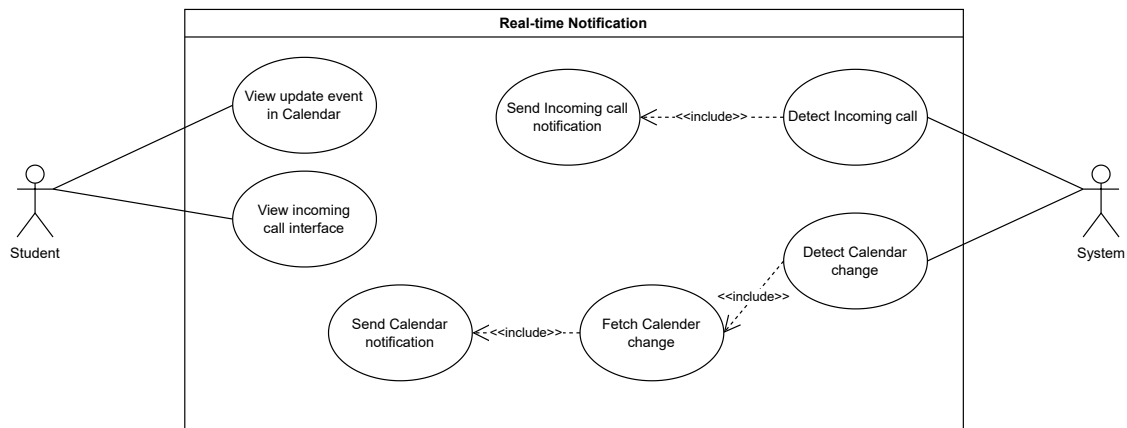 Real-time Notification
View update event
in Calendar
Send Incoming call
notification
<<include>>
Detect Incoming call
View incoming
call interface
Student
System
Detect Calendar
change
<<include>>
Send Calendar
notification
<<include>>
Fetch Calender
change